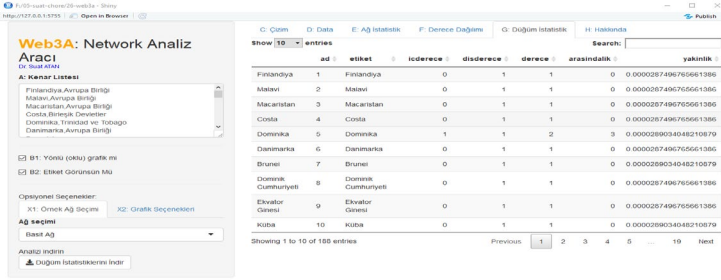 F:/05-suat-shore/26-web3a - Shiny
http://127.0.0.1:5755 Open in Browser
Publish
Web3A: Network Analiz
Aracı
Dr. Suat ATAN
A: Kenar Listesi
Finlandiya,Avrupa Birliği
Malavi,Avrupa Birliği
Macaristan,Avrupa Birliği
Costa,Birleşik Devletler
Dominika,Trinidad ve Tobago
Danimarka,Avrupa Birliği
B1: Yönlü (oklu) grafik mi
B2: Etiket Görünsün Mü
Opsiyonel Seçenekler:
X1: Örnek Ağ Seçimi X2: Grafik Seçenekleri
Ağ seçimi
Basit Ağ
Analizi indirin
Düğüm İstatistiklerini İndir
C: Çizim D: Data E: Ağ İstatistik F: Derece Dağılımı G: Düğüm İstatistik H: Hakkında
Show 10 entries Search:
ad etiket icderece disderece derece arasindalik yakinlik
Finlandiya 1 Finlandiya 0 1 1 0 0.0000287496765661386
Malavi 2 Malavi 0 1 1 0 0.0000287496765661386
Macaristan 3 Macaristan 0 1 1 0 0.0000287496765661386
Costa 4 Costa 0 1 1 0 0.0000287496765661386
Dominika 5 Dominika 1 1 2 3 0.0000289034048210879
Danimarka 6 Danimarka 0 1 1 0 0.0000287496765661386
Brunei 7 Brunei 0 1 1 0 0.0000289034048210879
Dominik
Cumhuriyeti 8 Dominik
Cumhuriyeti 0 1 1 0 0.0000287496765661386
Ekvator
Ginesi 9 Ekvator
Ginesi 0 1 1 0 0.0000287496765661386
Küba 10 Küba 0 1 1 0 0.0000287496765661386
Showing 1 to 10 of 188 entries Previous 1 2 3 4 5 ... 19 Next